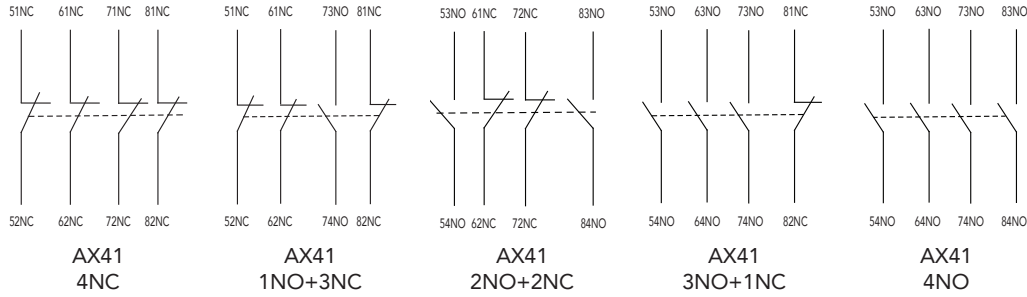 51NC 61NC 71NC 81NC 51NC 61NC 73NO 81NC 53NO 61NC 72NC 83NO 53NO 63NO 73NO 81NC 53NO 63NO 73NO 83NO
52NC 62NC 72NC 82NC 52NC 62NC 74NO 82NC 54NO 62NC 72NC 84NO 54NO 64NO 74NO 82NC 54NO 64NO 74NO 84NO
AX41 AX41 AX41 AX41 AX41
4NC 1NO+3NC 2NO+2NC 3NO+1NC 4NO